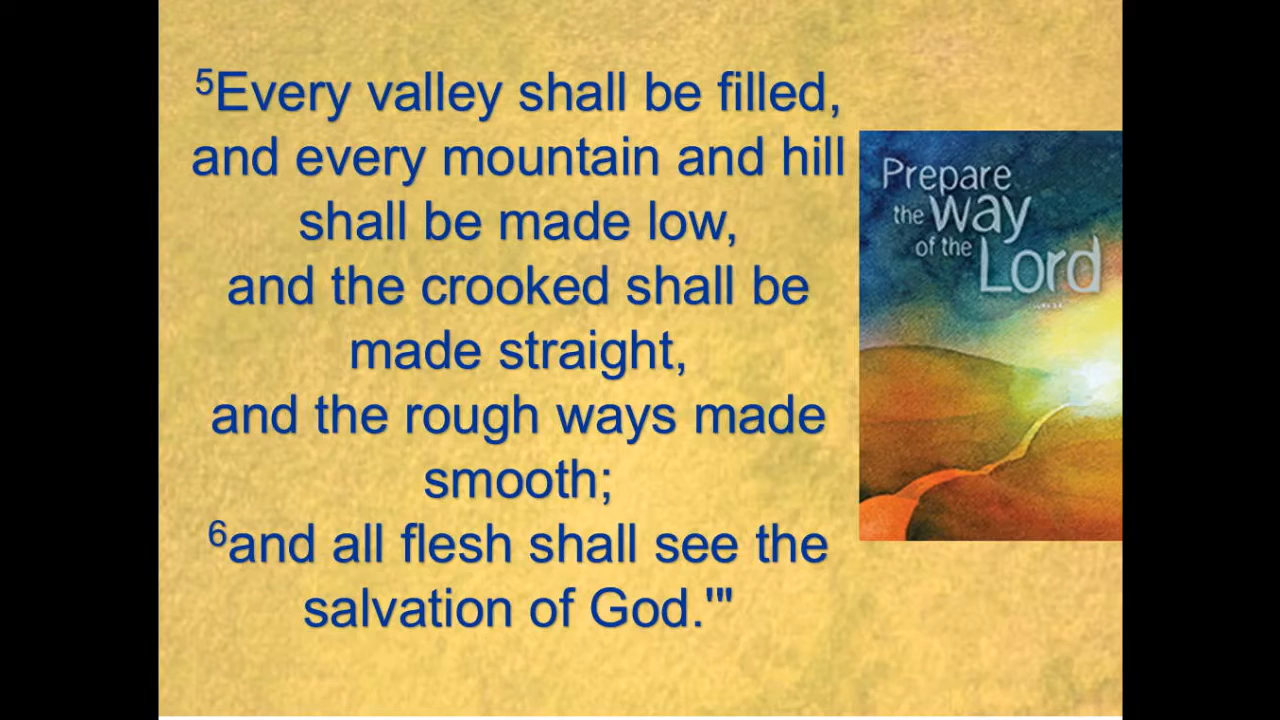 5Every valley shall be filled,
and every mountain and hill
shall be made low,
and the crooked shall be
made straight,
and the rough ways made
smooth;
6and all flesh shall see the
salvation of God.'"
Prepare
the way
of the
Lord